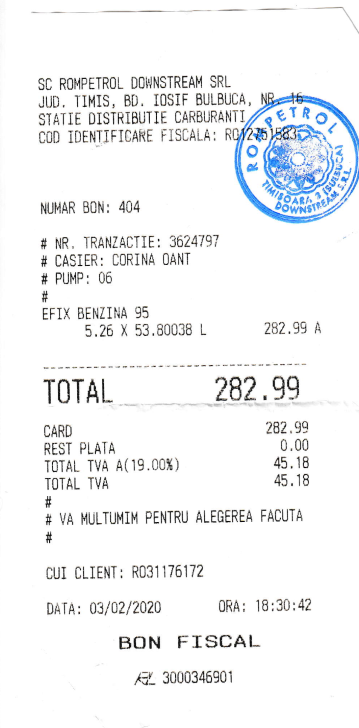 SC ROMPETROL DOWNSTREAM SRL
JUD. TIMIS, BD. IOSIF BULBUCA, NR. 16
STATIE DISTRIBUTIE CARBURANTI
COD IDENTIFICARE FISCALA: RO12751583
ROMPETROL
TIMISOARA 3 (BULBUCA)
DOWNSTREAM S.R.L.
NUMAR BON: 404
# NR. TRANZACTIE: 3624797
# CASIER: CORINA OANT
# PUMP: 06
#
EFIX BENZINA 95
5.26 X 53.80038 L 282.99 A
TOTAL 282.99
CARD 282.99
REST PLATA 0.00
TOTAL TVA A(19.00%) 45.18
TOTAL TVA 45.18
#
# VA MULTUMIM PENTRU ALEGEREA FACUTA
#
CUI CLIENT: RO31176172
DATA: 03/02/2020 ORA: 18:30:42
BON FISCAL
3000346901